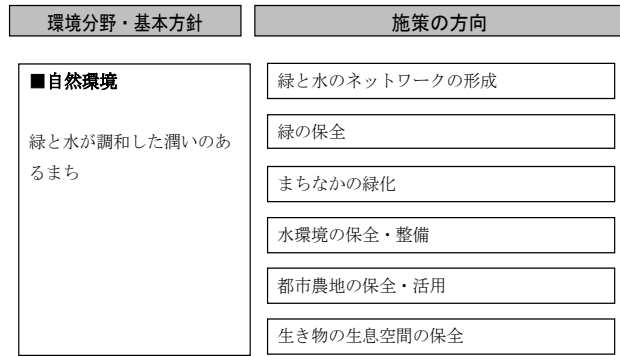 環境分野・基本方針
施策の方向
■自然環境
緑と水が調和した潤いのあ
るまち
緑と水のネットワークの形成
緑の保全
まちなかの緑化
水環境の保全・整備
都市農地の保全・活用
生き物の生息空間の保全